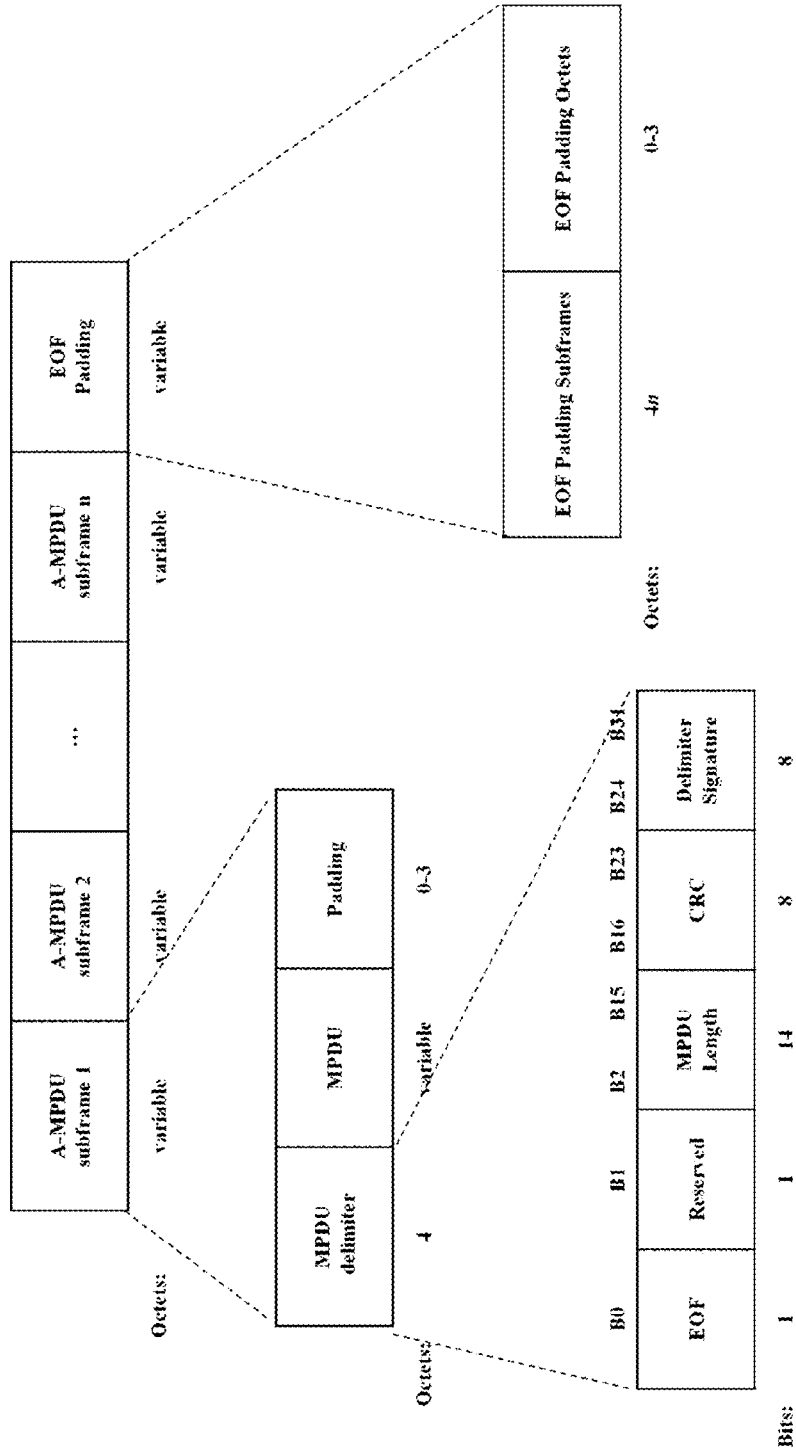 A-MPDU
subframe 1
A-MPDU
subframe 2
...
A-MPDU
subframe n
EOF
Padding
Octets:
variable
variable
variable
variable
MPDU
delimiter
MPDU
Padding
Octets:
4
variable
0-3
EOF Padding Subframes
EOF Padding Octets
Octets:
4n
0-3
B0
B1
B2
B15
B16
B23
B24
B31
EOF
Reserved
MPDU
Length
CRC
Delimiter
Signature
Bits:
1
1
14
8
8